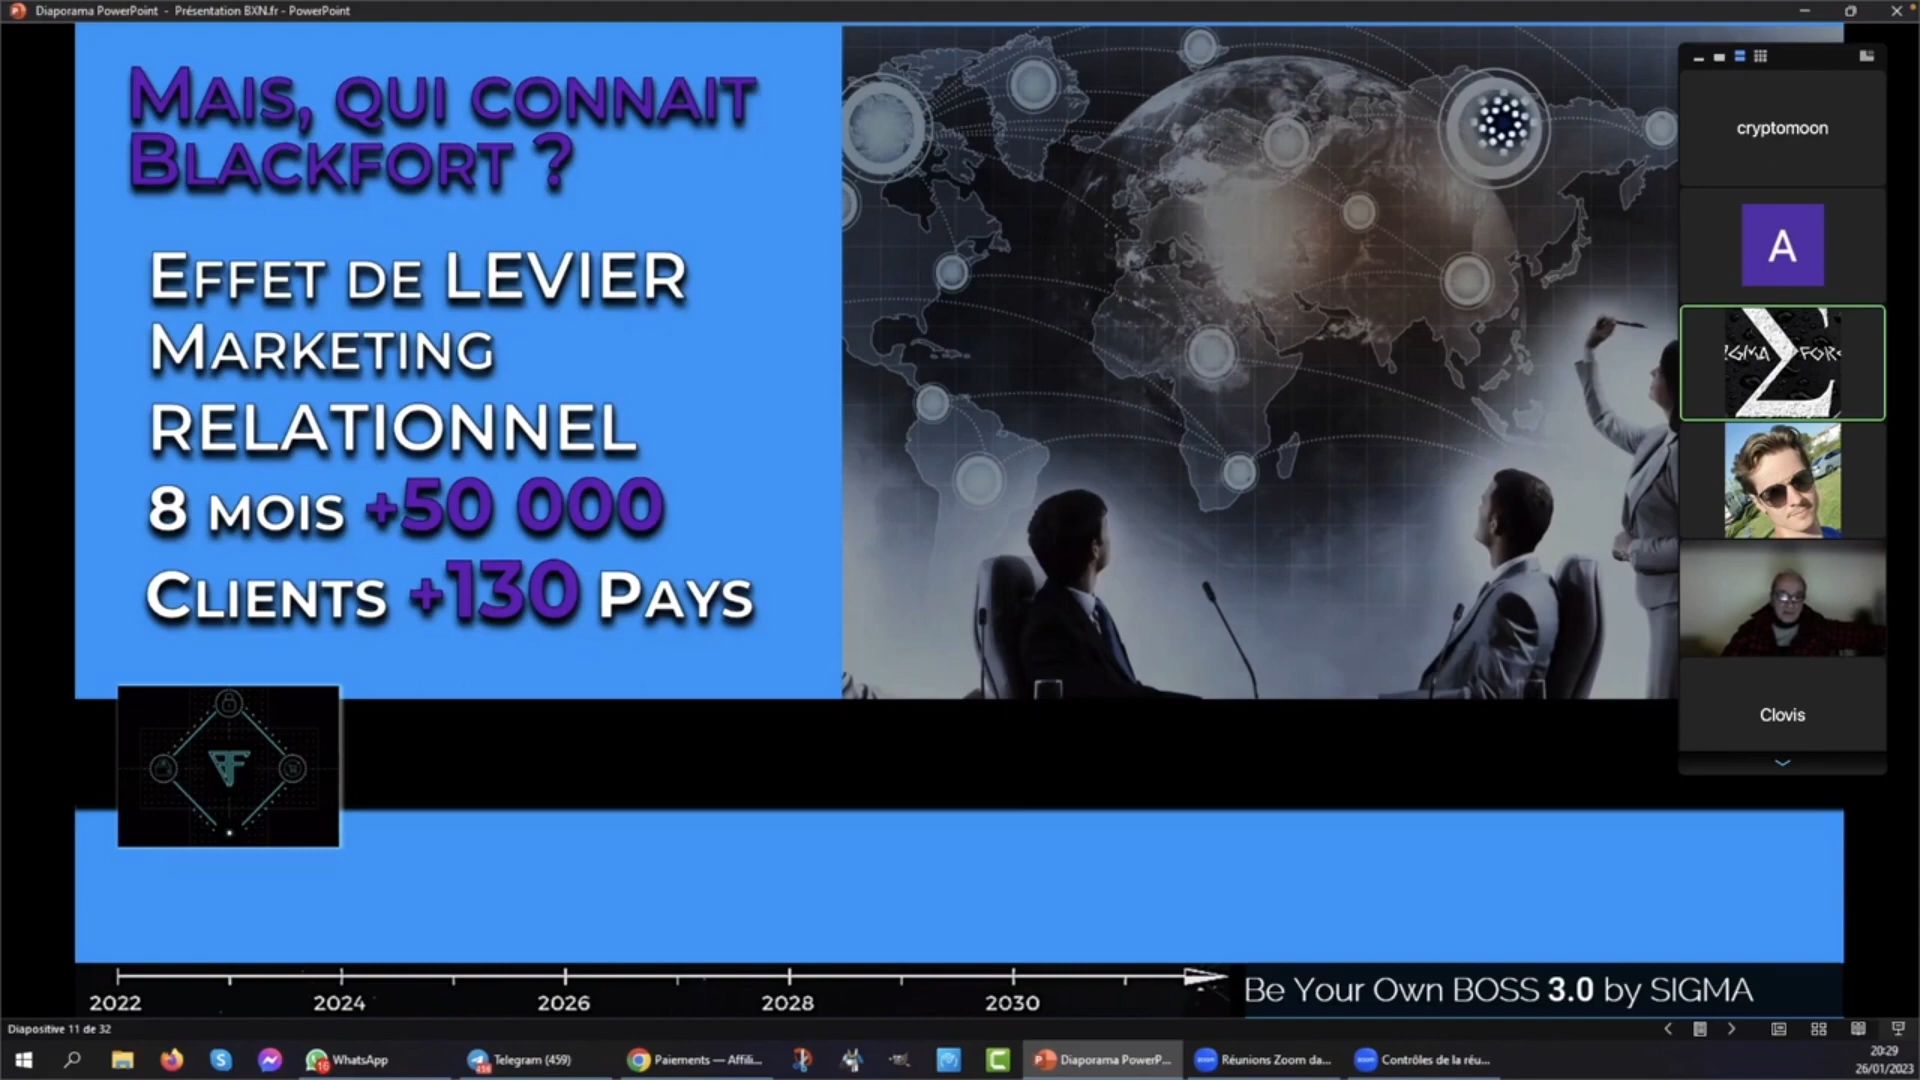 Diaporama PowerPoint - Présentation BXN.fr - PowerPoint
MAIS, QUI CONNAIT
BLACKFORT ?
EFFET DE LEVIER
MARKETING
RELATIONNEL
8 MOIS +50 000
CLIENTS +130 PAYS
cryptomoon
A
Clovis
2022 2024 2026 2028 2030
Be Your Own BOSS 3.0 by SIGMA
Diapositive 11 de 32
WhatsApp
Telegram (459)
Paiements — Affili...
Diaporama PowerP...
Réunions Zoom da...
Contrôles de la réu...
20:29
26/01/2023